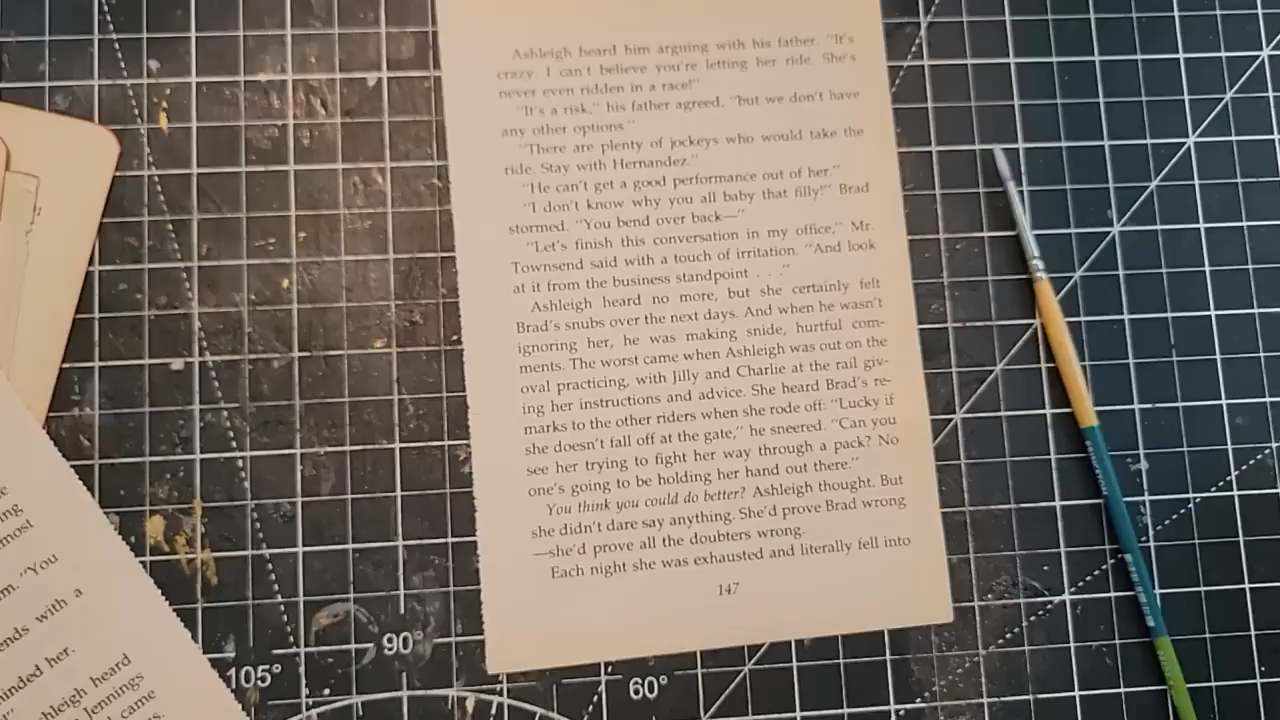 Ashleigh heard him arguing with his father. "It's
crazy. I can't believe you're letting her ride. She's
never even ridden in a race!"
"It's a risk," his father agreed, "but we don't have
any other options."
"There are plenty of jockeys who would take the
ride. Stay with Hernandez."
"He can't get a good performance out of her."
"I don't know why you all baby that filly!" Brad
stormed. "You bend over back—"
"Let's finish this conversation in my office," Mr.
Townsend said with a touch of irritation. "And look
at it from the business standpoint . . ."
Ashleigh heard no more, but she certainly felt
Brad's snubs over the next days. And when he wasn't
ignoring her, he was making snide, hurtful com-
ments. The worst came when Ashleigh was out on the
oval practicing, with Jilly and Charlie at the rail giv-
ing her instructions and advice. She heard Brad's re-
marks to the other riders when she rode off: "Lucky if
she doesn't fall off at the gate," he sneered. "Can you
see her trying to fight her way through a pack? No
one's going to be holding her hand out there."
You think you could do better? Ashleigh thought. But
she didn't dare say anything. She'd prove Brad wrong
—she'd prove all the doubters wrong.
Each night she was exhausted and literally fell into
147
ing
most
m. "You
ends with a
minded her.
hleigh heard
Jennings
came
90°
105°
60°